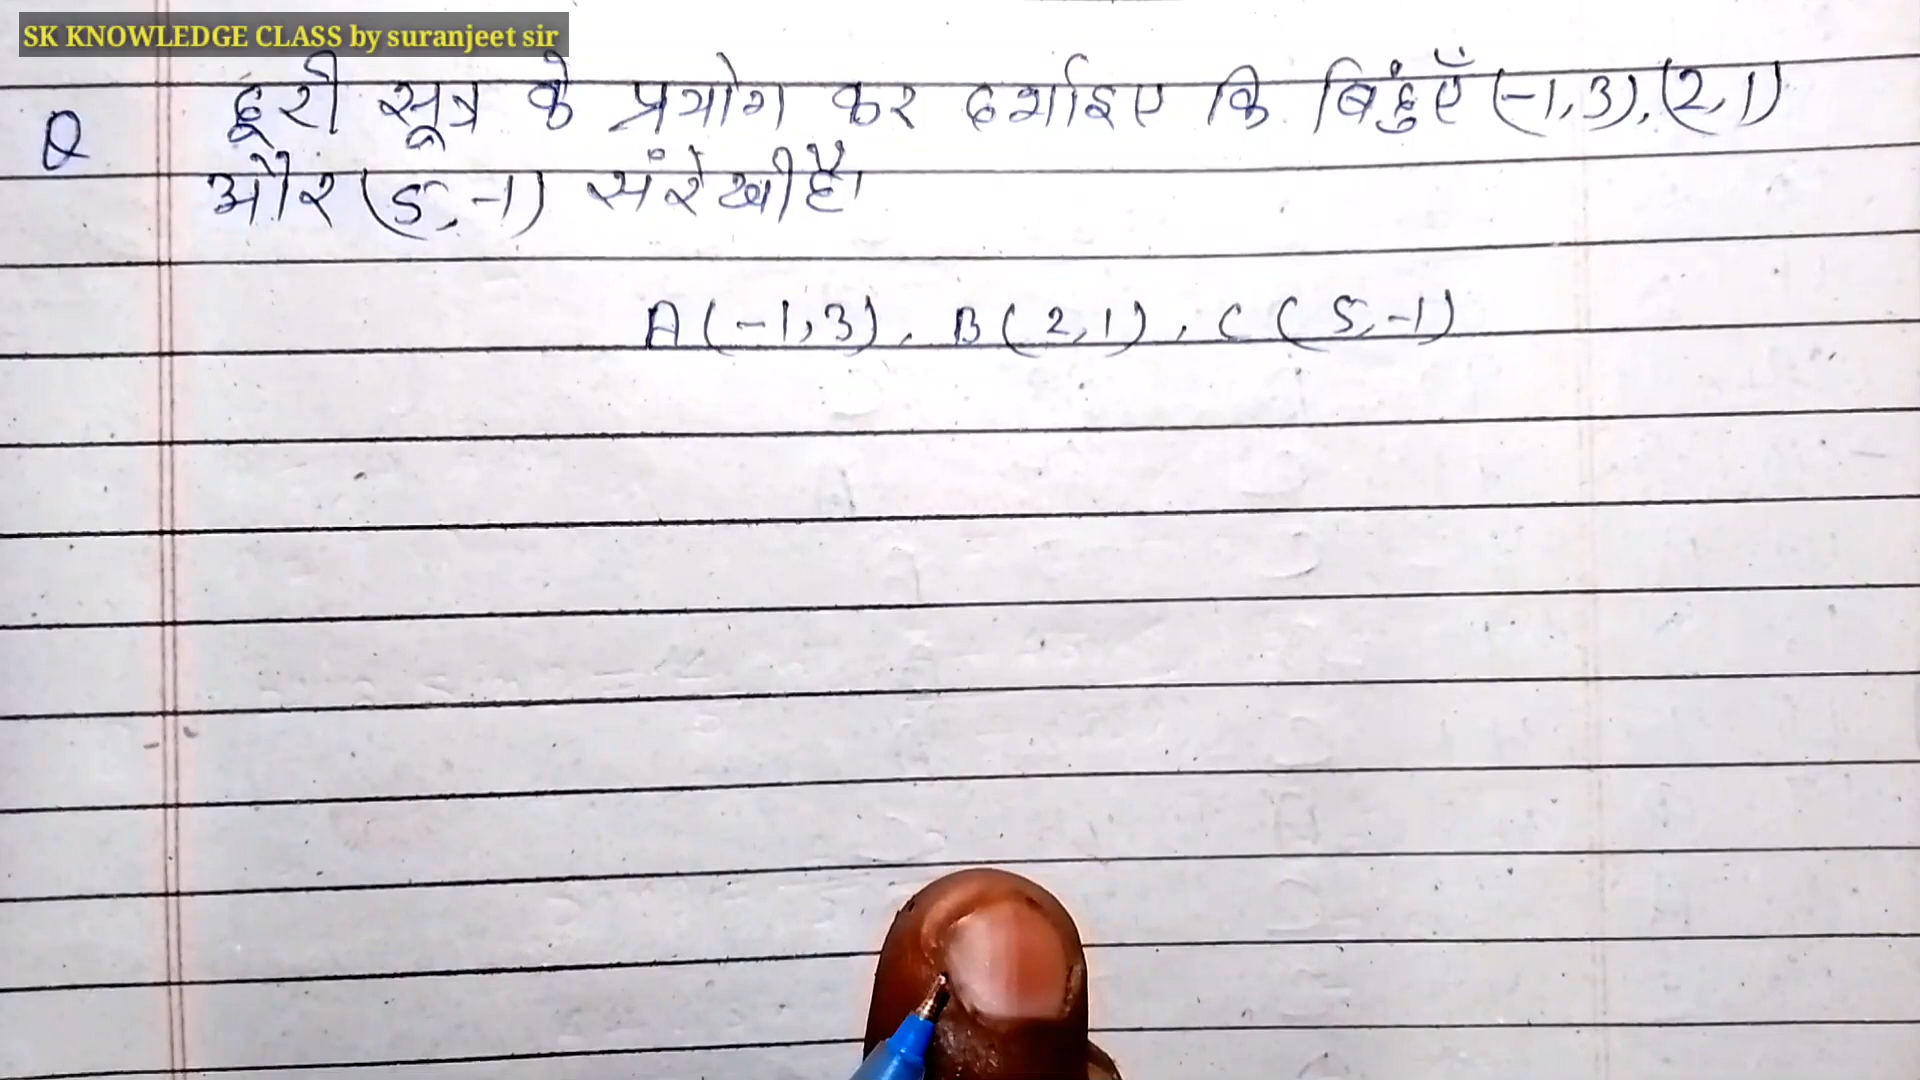 SK KNOWLEDGE CLASS by suranjeet sir
Q दूरी सूत्र के प्रयोग कर दर्शाइए कि बिंदुएँ (-1,3), (2,1)
और (5,-1) संरेखी है।
A (-1,3), B (2,1), C (5,-1)